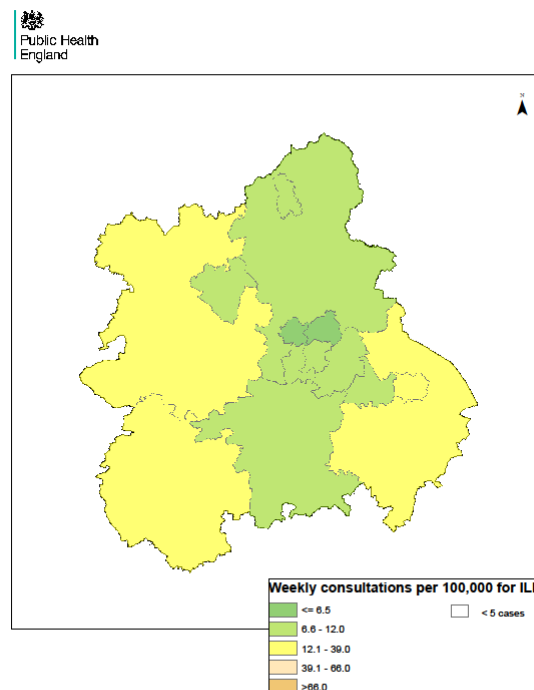 Public Health
England
N
Weekly consultations per 100,000 for ILI
<= 6.5
< 5 cases
6.6 - 12.0
12.1 - 39.0
39.1 - 66.0
>66.0